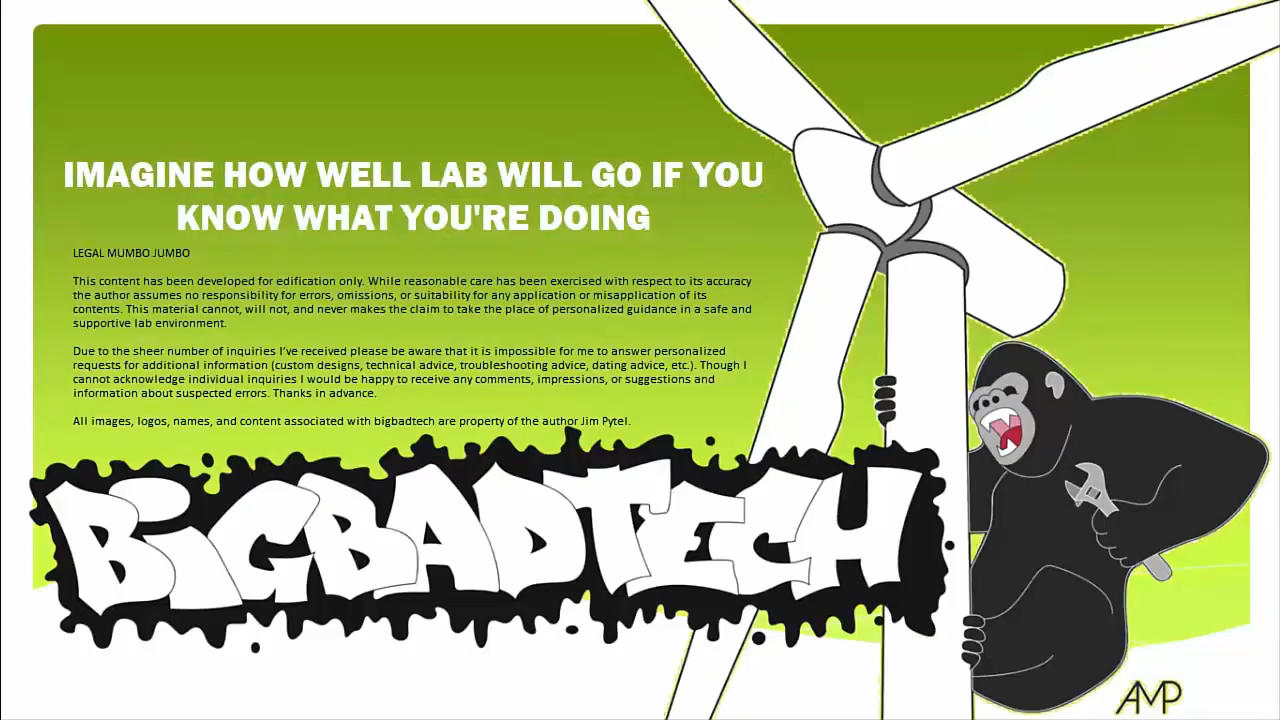 IMAGINE HOW WELL LAB WILL GO IF YOU
KNOW WHAT YOU'RE DOING
LEGAL MUMBO JUMBO
This content has been developed for edification only. While reasonable care has been exercised with respect to its accuracy
the author assumes no responsibility for errors, omissions, or suitability for any application or misapplication of its
contents. This material cannot, will not, and never makes the claim to take the place of personalized guidance in a safe and
supportive lab environment.
Due to the sheer number of inquiries I've received please be aware that it is impossible for me to answer personalized
requests for additional information (custom designs, technical advice, troubleshooting advice, dating advice, etc.). Though I
cannot acknowledge individual inquiries I would be happy to receive any comments, impressions, or suggestions and
information about suspected errors. Thanks in advance.
All images, logos, names, and content associated with bigbadtech are property of the author Jim Pytel.
BiGBADTECH
AMP